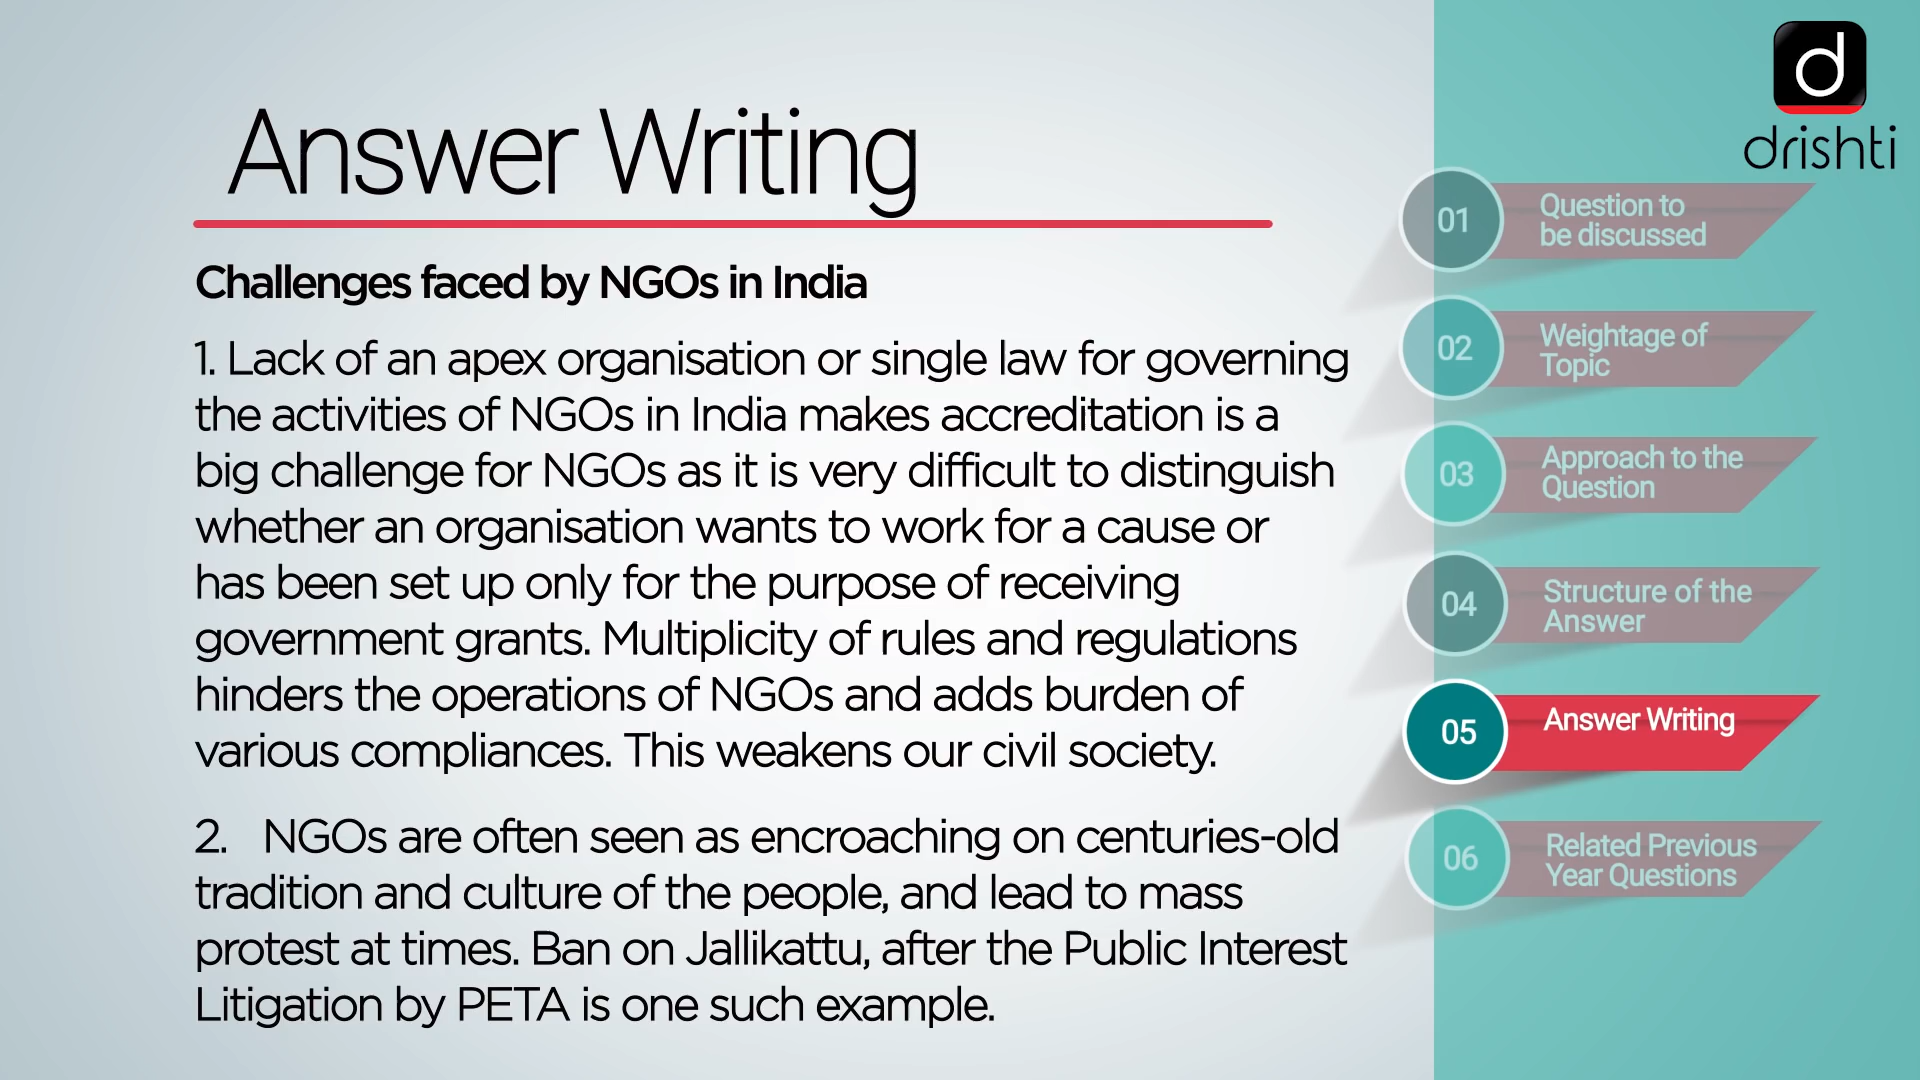 Answer Writing
Challenges faced by NGOs in India
1. Lack of an apex organisation or single law for governing
the activities of NGOs in India makes accreditation is a
big challenge for NGOs as it is very difficult to distinguish
whether an organisation wants to work for a cause or
has been set up only for the purpose of receiving
government grants. Multiplicity of rules and regulations
hinders the operations of NGOs and adds burden of
various compliances. This weakens our civil society.
2. NGOs are often seen as encroaching on centuries-old
tradition and culture of the people, and lead to mass
protest at times. Ban on Jallikattu, after the Public Interest
Litigation by PETA is one such example.
d
drishti
01 Question to
be discussed
02 Weightage of
Topic
03 Approach to the
Question
04 Structure of the
Answer
05 Answer Writing
06 Related Previous
Year Questions